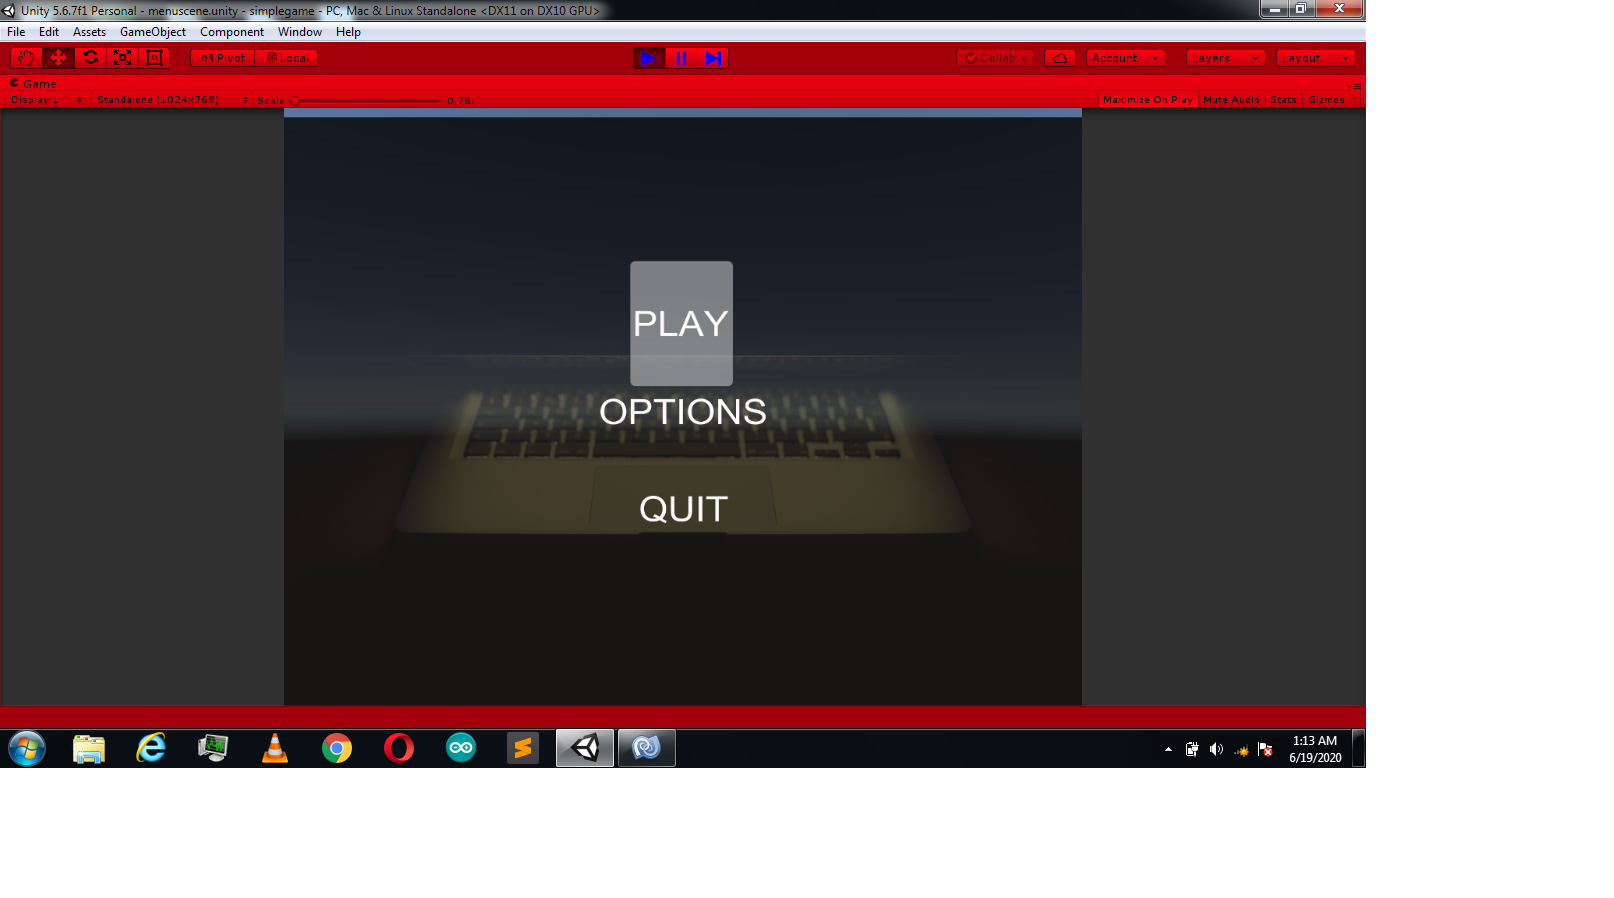 Unity 5.6.7f1 Personal - menuscene.unity - simplegame - PC, Mac & Linux Standalone <DX11 on DX10 GPU>
File Edit Assets GameObject Component Window Help
Pivot Local Collab Account Layers Layout
Game
Display 1 Standalone (1024x768) Scale 0.78: Maximize On Play Mute Audio Stats Gizmos
PLAY
OPTIONS
QUIT
1:13 AM
6/19/2020